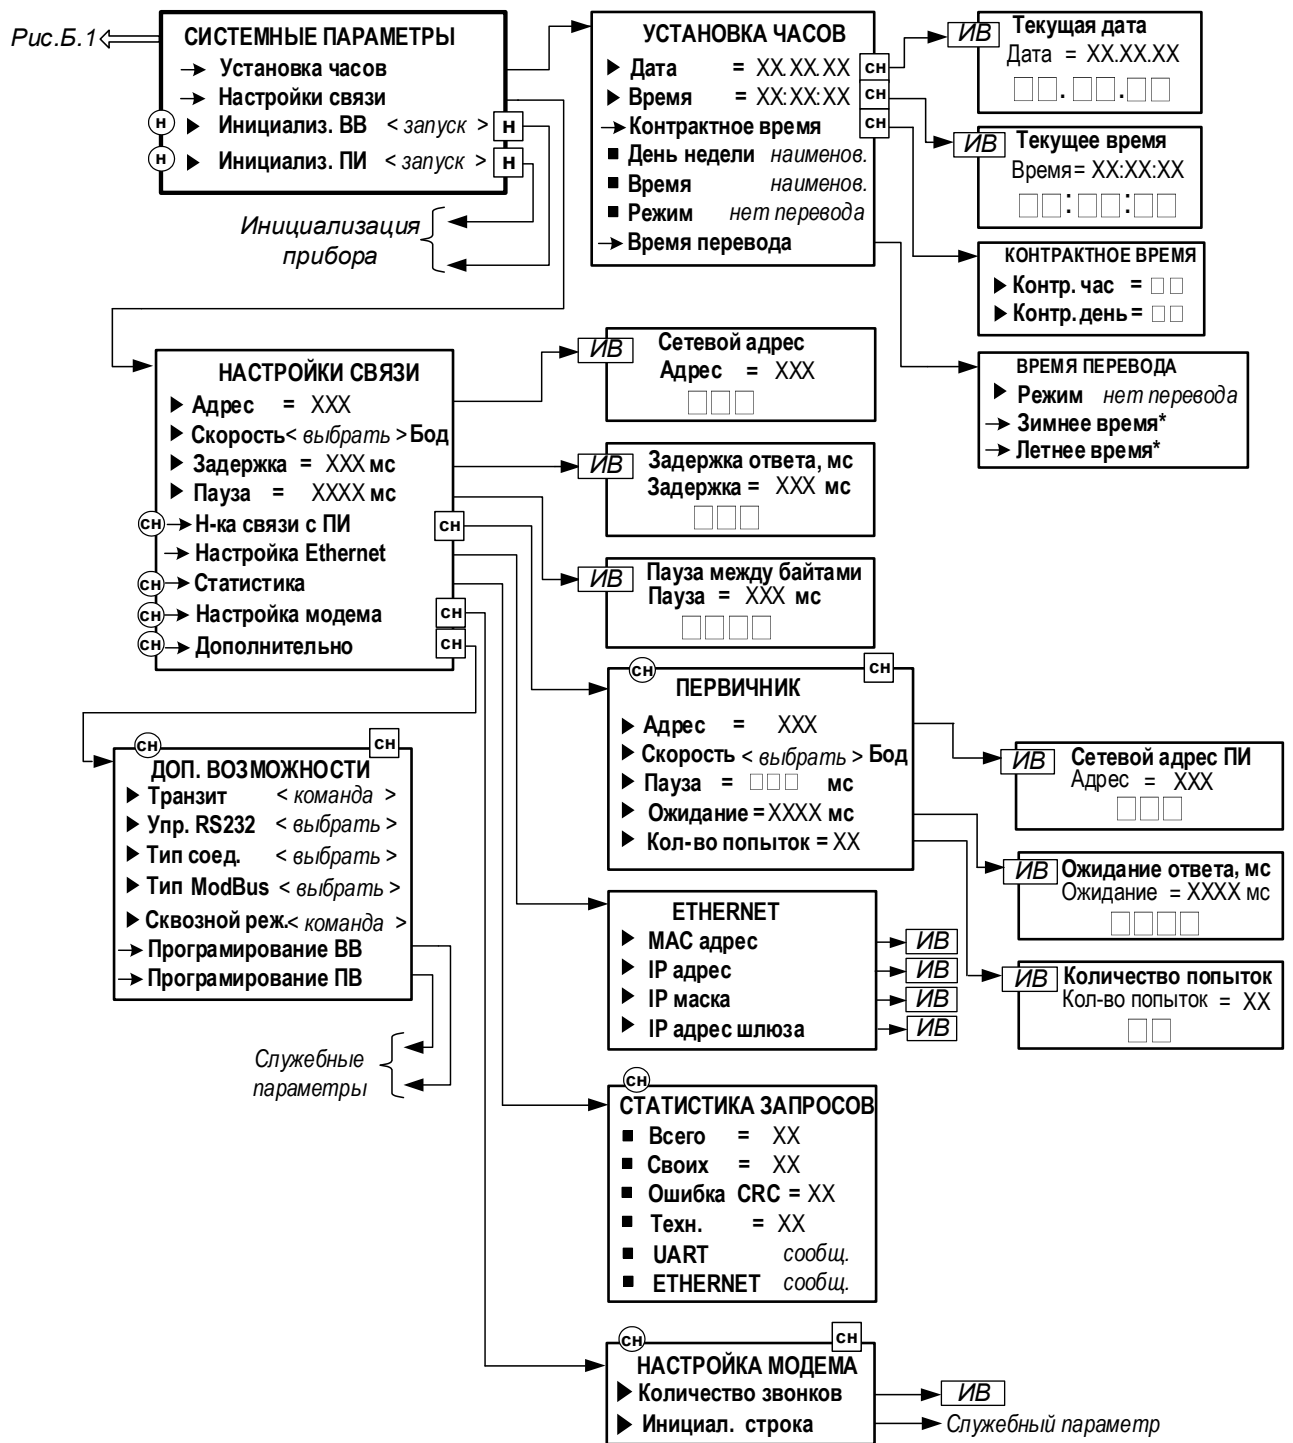 Рис.Б.1
СИСТЕМНЫЕ ПАРАМЕТРЫ
Установка часов
Настройки связи
Н Инициализ. ВВ < запуск > Н
Н Инициализ. ПИ < запуск > Н
Инициализация
прибора
УСТАНОВКА ЧАСОВ
Дата = XX.XX.XX СН
Время = XX:XX:XX СН
Контрактное время СН
День недели наименов.
Время наименов.
Режим нет перевода
Время перевода
ИВ Текущая дата
Дата = XX.XX.XX
ИВ Текущее время
Время= XX:XX:XX
КОНТРАКТНОЕ ВРЕМЯ
Контр. час =
Контр. день =
ВРЕМЯ ПЕРЕВОДА
Режим нет перевода
Зимнее время*
Летнее время*
НАСТРОЙКИ СВЯЗИ
Адрес = XXX
Скорость< выбрать >Бод
Задержка = XXX мс
Пауза = XXXX мс
СН Н-ка связи с ПИ СН
Настройка Ethernet
СН Статистика
СН Настройка модема СН
СН Дополнительно СН
ИВ Сетевой адрес
Адрес = XXX
ИВ Задержка ответа, мс
Задержка = XXX мс
ИВ Пауза между байтами
Пауза = XXX мс
СН СН
ПЕРВИЧНИК
Адрес = XXX
Скорость < выбрать > Бод
Пауза = мс
Ожидание =XXXX мс
Кол-во попыток = XX
ИВ Сетевой адрес ПИ
Адрес = XXX
ИВ Ожидание ответа, мс
Ожидание = XXXX мс
ИВ Количество попыток
Кол-во попыток = XX
СН СН
ДОП. ВОЗМОЖНОСТИ
Транзит < команда >
Упр. RS232 < выбрать >
Тип соед. < выбрать >
Тип ModBus < выбрать >
Сквозной реж.< команда >
Програмирование ВВ
Програмирование ПВ
Служебные
параметры
ETHERNET
MAC адрес ИВ
IP адрес ИВ
IP маска ИВ
IP адрес шлюза ИВ
СН
СТАТИСТИКА ЗАПРОСОВ
Всего = XX
Своих = XX
Ошибка CRC = XX
Техн. = XX
UART сообщ.
ETHERNET сообщ.
СН СН
НАСТРОЙКА МОДЕМА
Количество звонков ИВ
Инициал. строка Служебный параметр